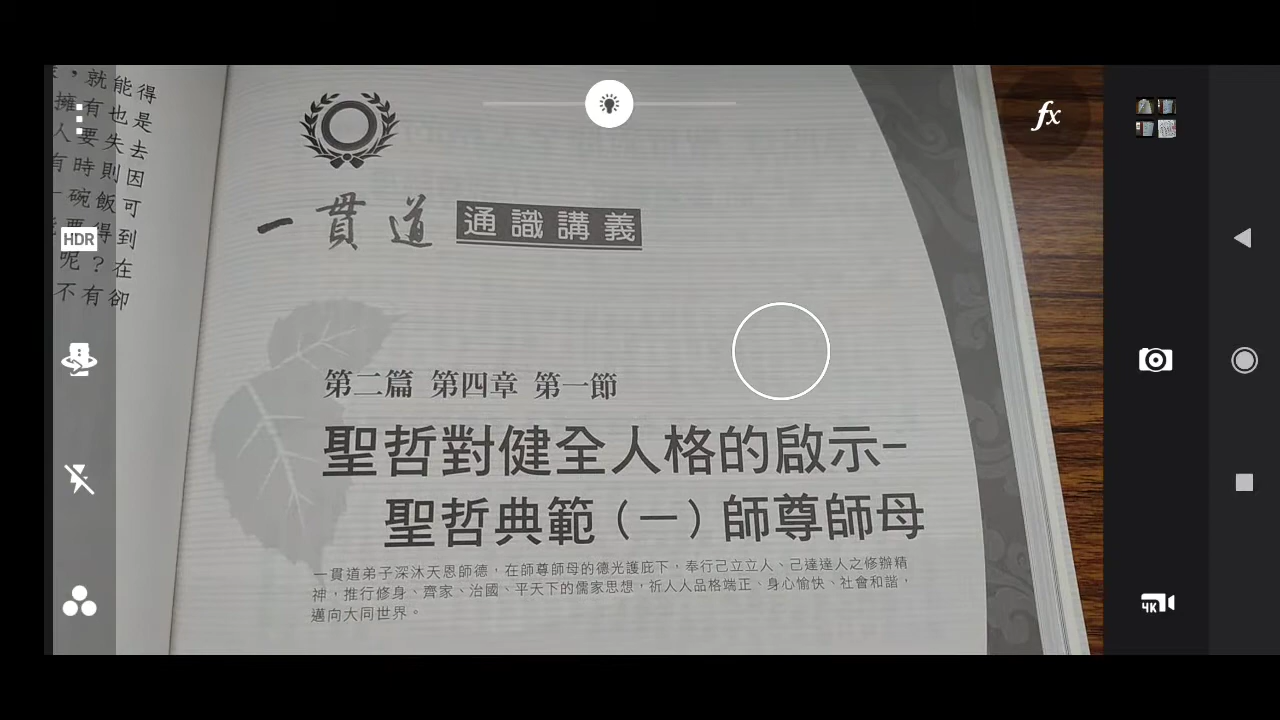 ，就能得
擁有也是
人要失去
有時則因
一碗飯可
得到
呢？在
不有卻
HDR
fx
一貫道 通識講義
第二篇 第四章 第一節
聖哲對健全人格的啟示-
聖哲典範（一）師尊師母
一貫道弟子深沐天恩師德，在師尊師母的德光護庇下，奉行己立立人、己達達人之修辦精
神，推行修身、齊家、治國、平天下的儒家思想，祈人人品格端正、身心愉快、社會和諧，
邁向大同世界。
4K